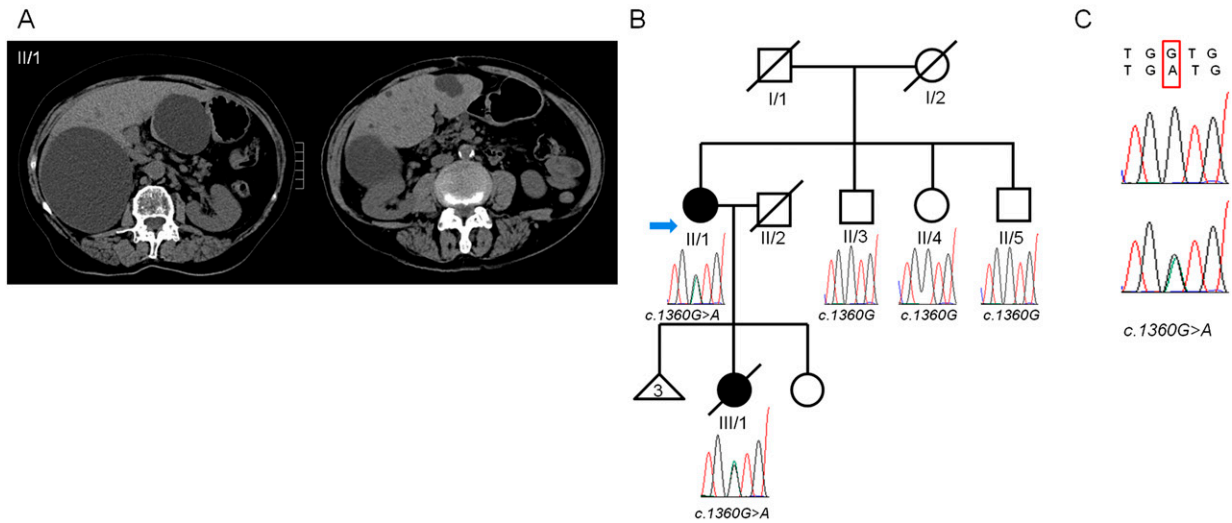 A
II/1
B
I/1
I/2
II/1
II/2
II/3
II/4
II/5
c.1360G>A
c.1360G
c.1360G
c.1360G
3
III/1
c.1360G>A
C
T G G T G
T G A T G
c.1360G>A